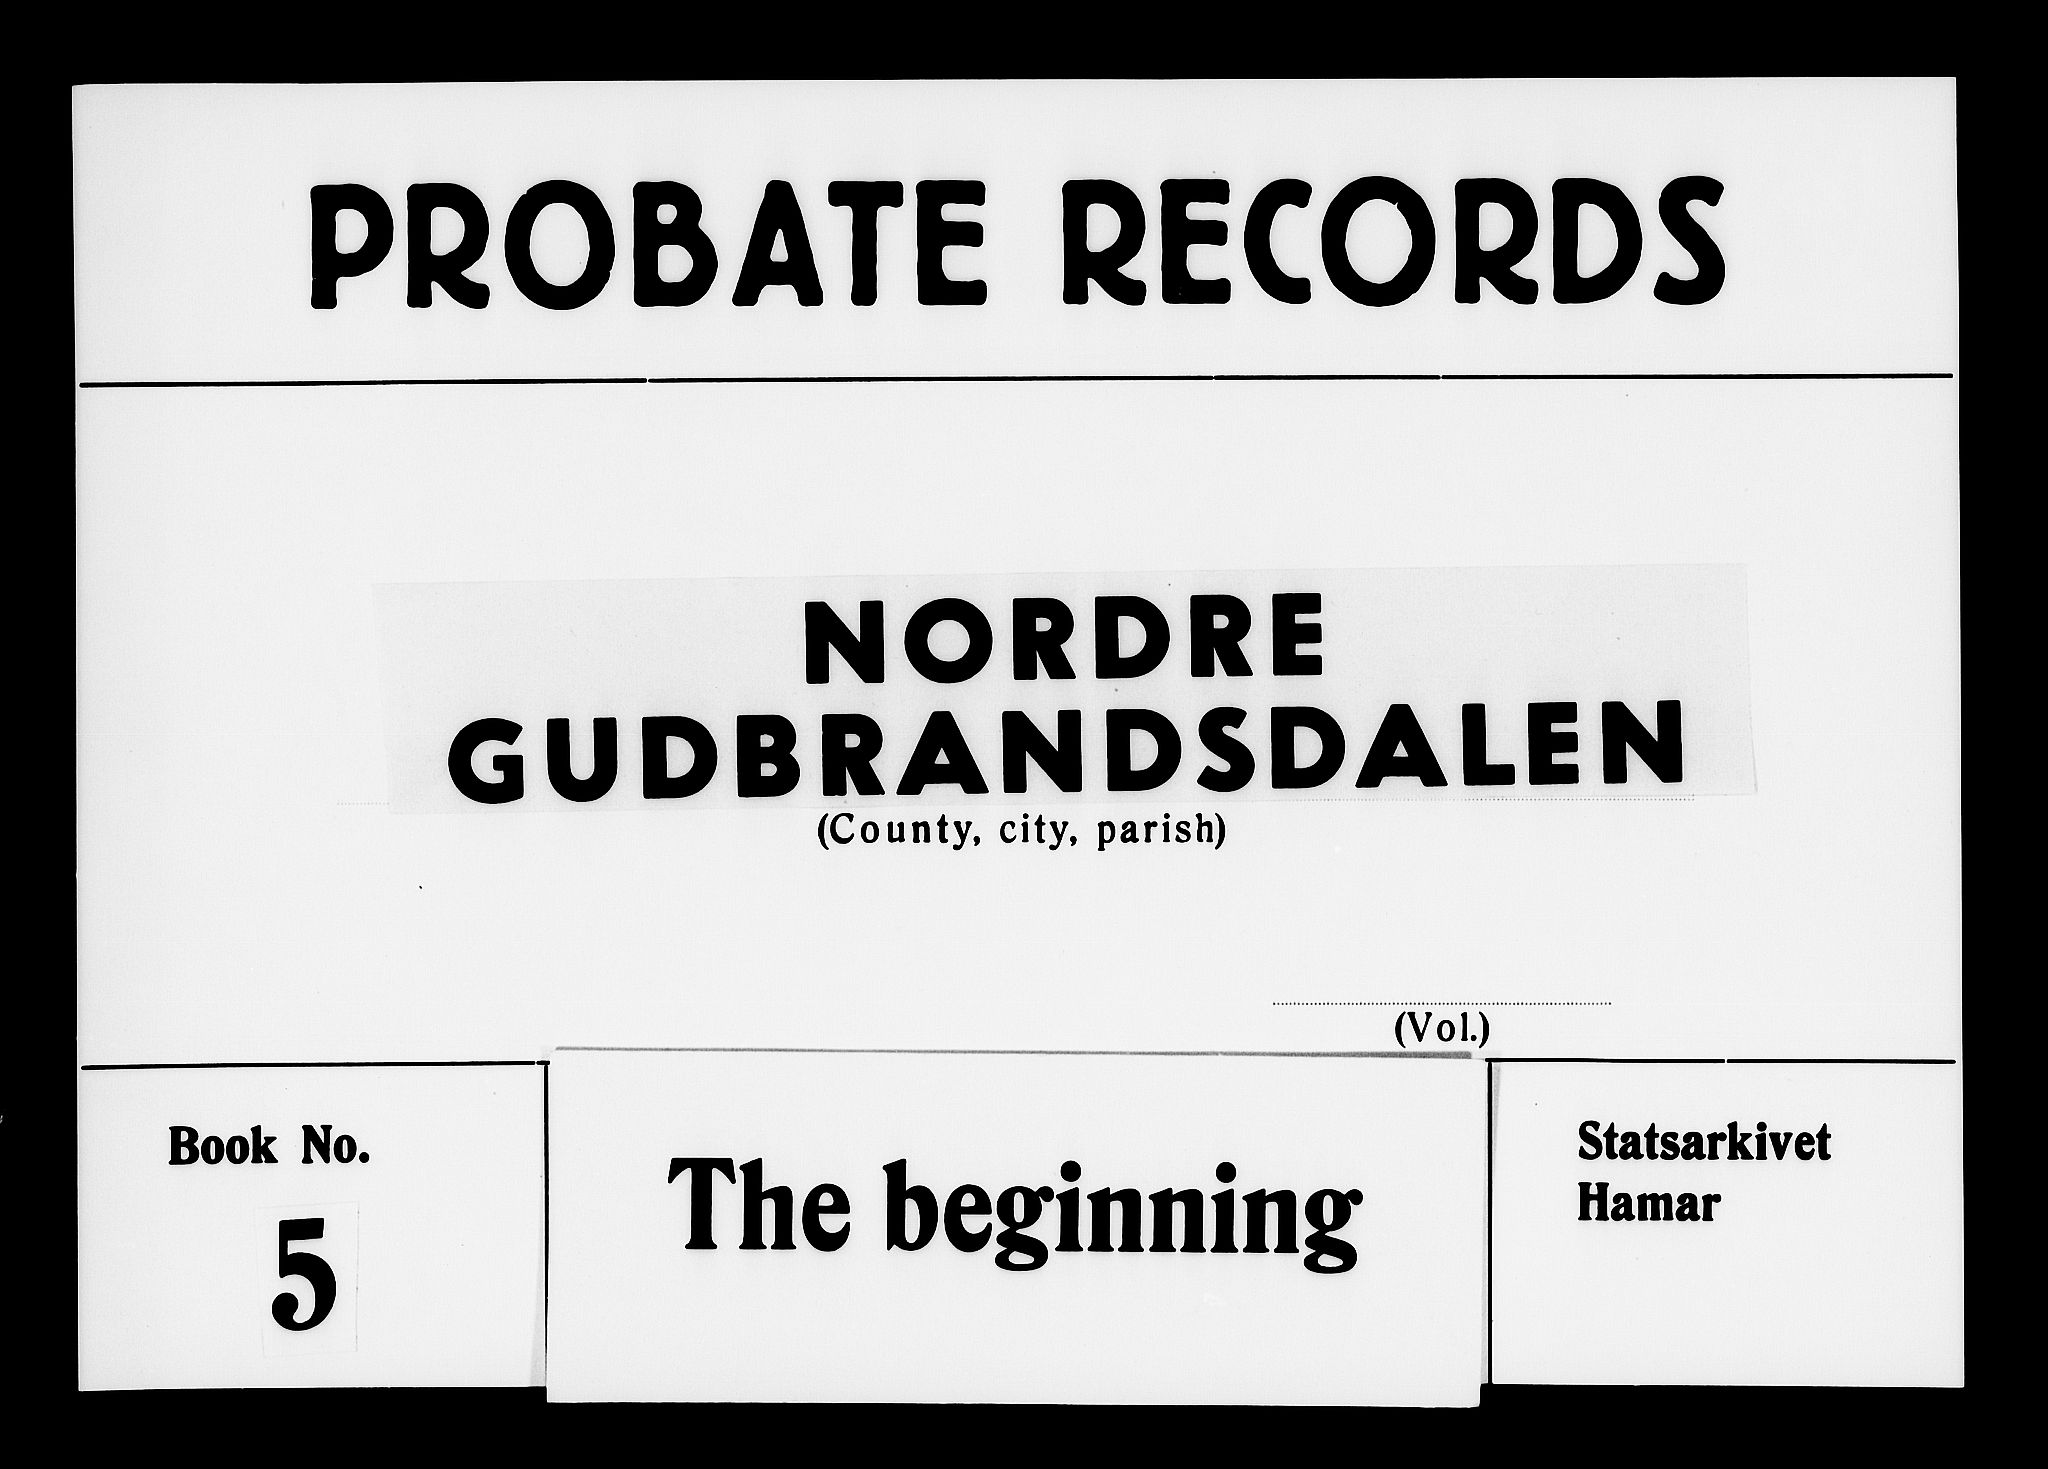 PROBATE RECORDS
NORDRE
GUDBRANDSDALEN
(County, city, parish)
(Vol.)
Book No.
5
The beginning
Statsarkivet
Hamar